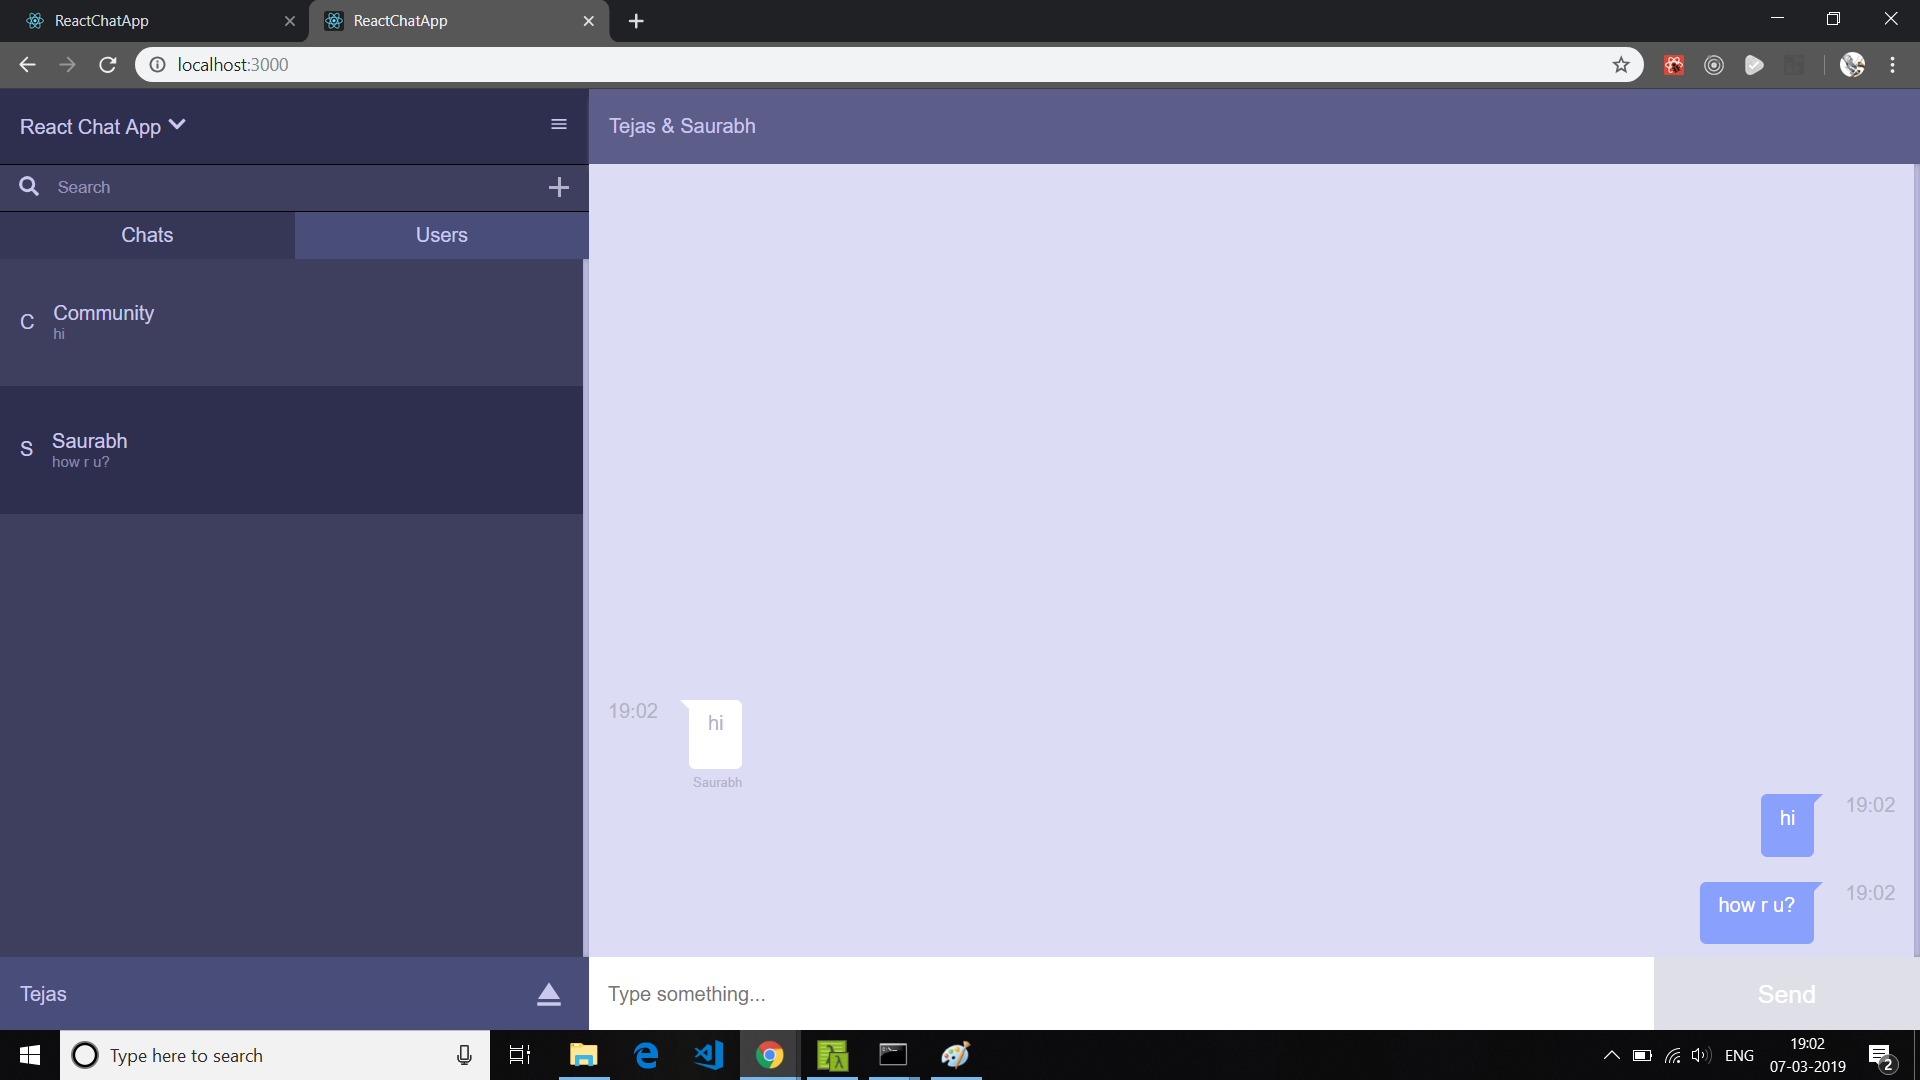 ReactChatApp
ReactChatApp
localhost:3000
React Chat App
Tejas & Saurabh
Search
Chats
Users
C
Community
hi
S
Saurabh
how r u?
19:02
hi
Saurabh
hi
19:02
how r u?
19:02
Tejas
Type something...
Send
Type here to search
ENG
19:02
07-03-2019
2